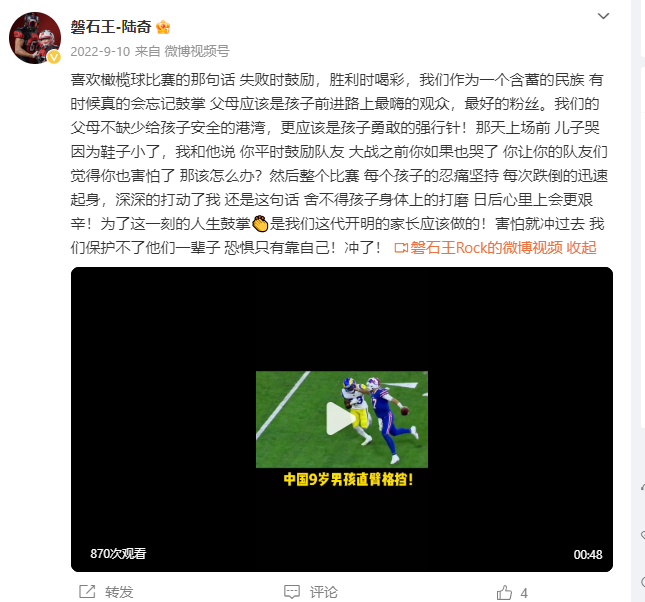 磐石王-陆奇
2022-9-10 来自 微博视频号
喜欢橄榄球比赛的那句话 失败时鼓励，胜利时喝彩，我们作为一个含蓄的民族 有
时候真的会忘记鼓掌 父母应该是孩子前进路上最嗨的观众，最好的粉丝。我们的
父母不缺少给孩子安全的港湾，更应该是孩子勇敢的强行针！那天上场前 儿子哭
因为鞋子小了，我和他说 你平时鼓励队友 大战之前你如果也哭了 你让你的队友们
觉得你也害怕了 那该怎么办？然后整个比赛 每个孩子的忍痛坚持 每次跌倒的迅速
起身，深深的打动了我 还是这句话 舍不得孩子身体上的打磨 日后心里上会更艰
辛！为了这一刻的人生鼓掌👏是我们这代开明的家长应该做的！害怕就冲过去 我
们保护不了他们一辈子 恐惧只有靠自己！冲了！ 磐石王Rock的微博视频 收起
中国9岁男孩直臂格挡！
870次观看 00:48
转发 评论 4